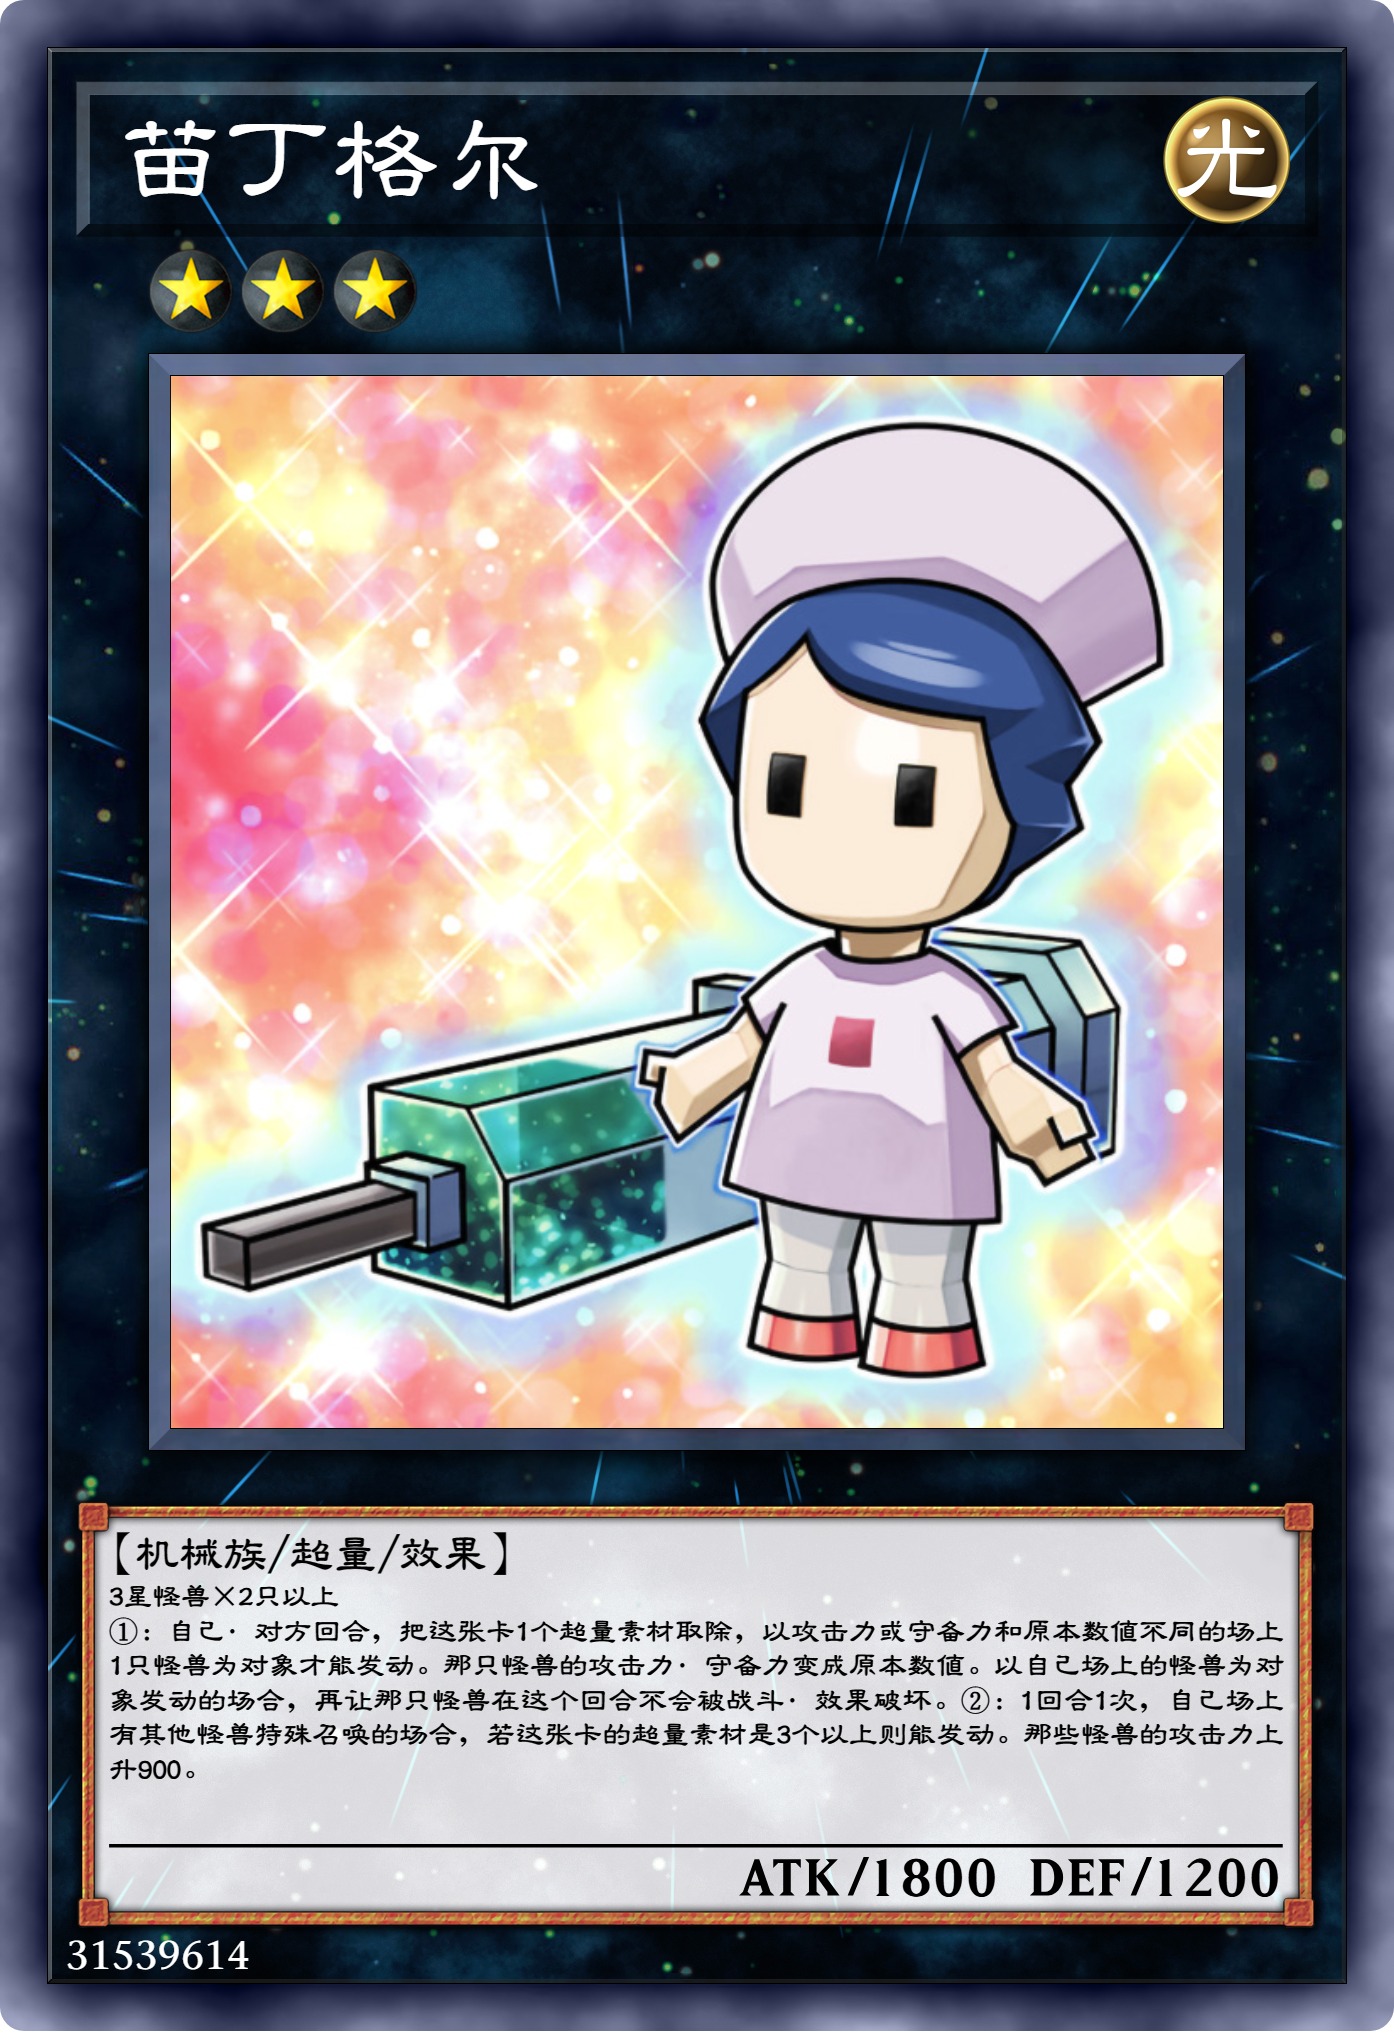 苗丁格尔
光
【机械族/超量/效果】
3星怪兽×2只以上
①：自己·对方回合，把这张卡1个超量素材取除，以攻击力或守备力和原本数值不同的场上
1只怪兽为对象才能发动。那只怪兽的攻击力·守备力变成原本数值。以自己场上的怪兽为对
象发动的场合，再让那只怪兽在这个回合不会被战斗·效果破坏。②：1回合1次，自己场上
有其他怪兽特殊召唤的场合，若这张卡的超量素材是3个以上则能发动。那些怪兽的攻击力上
升900。
ATK/1800 DEF/1200
31539614